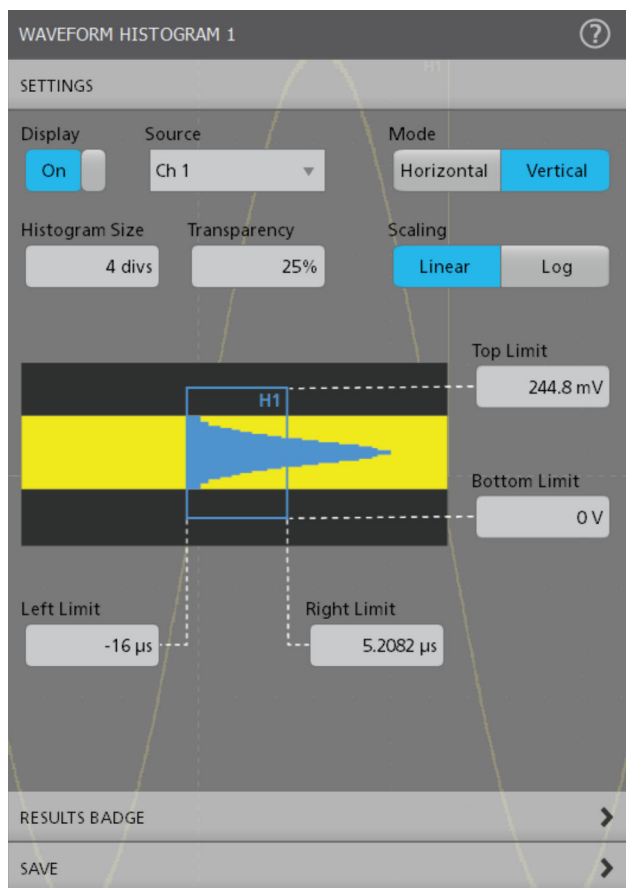 WAVEFORM HISTOGRAM 1 ?
H1
SETTINGS
Display Source Mode
On Ch 1 Horizontal Vertical
Histogram Size Transparency Scaling
4 divs 25% Linear Log
Top Limit
244.8 mV
H1
Bottom Limit
0 V
Left Limit Right Limit
-16 µs 5.2082 µs
RESULTS BADGE
SAVE